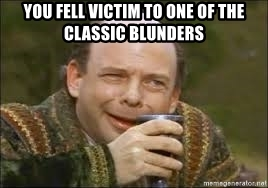 YOU FELL VICTIM TO ONE OF THE
CLASSIC BLUNDERS
memegenerator.net